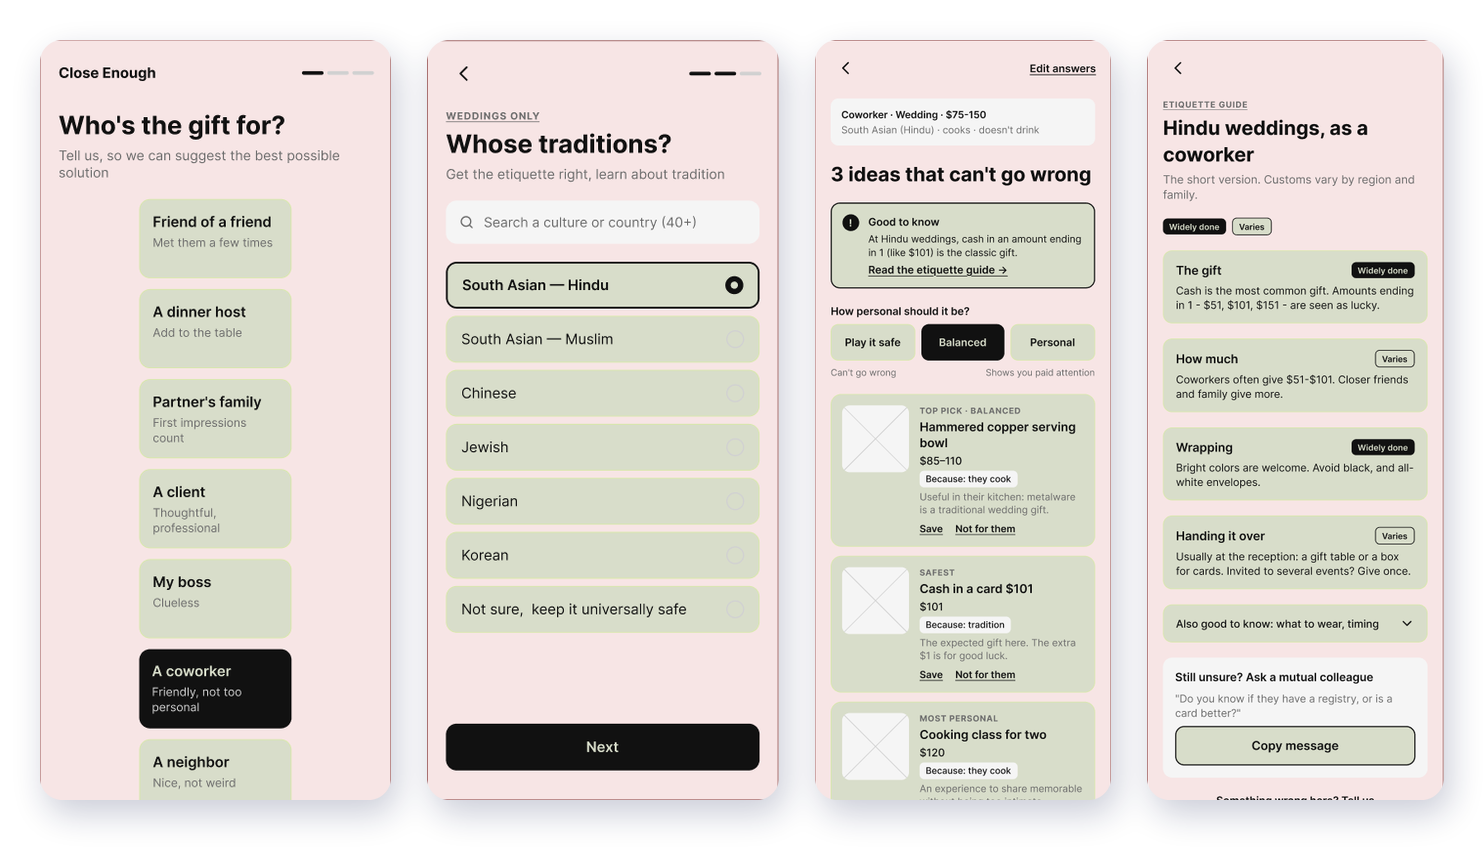 Close Enough
Who's the gift for?
Tell us, so we can suggest the best possible
solution
Friend of a friend
Met them a few times
A dinner host
Add to the table
Partner's family
First impressions
count
A client
Thoughtful,
professional
My boss
Clueless
A coworker
Friendly, not too
personal
A neighbor
Nice, not weird
WEDDINGS ONLY
Whose traditions?
Get the etiquette right, learn about tradition
Search a culture or country (40+)
South Asian — Hindu
South Asian — Muslim
Chinese
Jewish
Nigerian
Korean
Not sure,  keep it universally safe
Next
Edit answers
Coworker · Wedding · $75-150
South Asian (Hindu) · cooks · doesn't drink
3 ideas that can't go wrong
!
Good to know
At Hindu weddings, cash in an amount ending
in 1 (like $101) is the classic gift.
Read the etiquette guide →
How personal should it be?
Play it safe
Balanced
Personal
Can't go wrong
Shows you paid attention
TOP PICK · BALANCED
Hammered copper serving
bowl
$85–110
Because: they cook
Useful in their kitchen: metalware
is a traditional wedding gift.
Save Not for them
SAFEST
Cash in a card $101
$101
Because: tradition
The expected gift here. The extra
$1 is for good luck.
Save Not for them
MOST PERSONAL
Cooking class for two
$120
Because: they cook
An experience to share memorable
without being too intimate
ETIQUETTE GUIDE
Hindu weddings, as a
coworker
The short version. Customs vary by region and
family.
Widely done Varies
The gift
Widely done
Cash is the most common gift. Amounts ending
in 1 - $51, $101, $151 - are seen as lucky.
How much
Varies
Coworkers often give $51-$101. Closer friends
and family give more.
Wrapping
Widely done
Bright colors are welcome. Avoid black, and all-
white envelopes.
Handing it over
Varies
Usually at the reception: a gift table or a box
for cards. Invited to several events? Give once.
Also good to know: what to wear, timing
Still unsure? Ask a mutual colleague
"Do you know if they have a registry, or is a
card better?"
Copy message
Something wrong here? Tell us